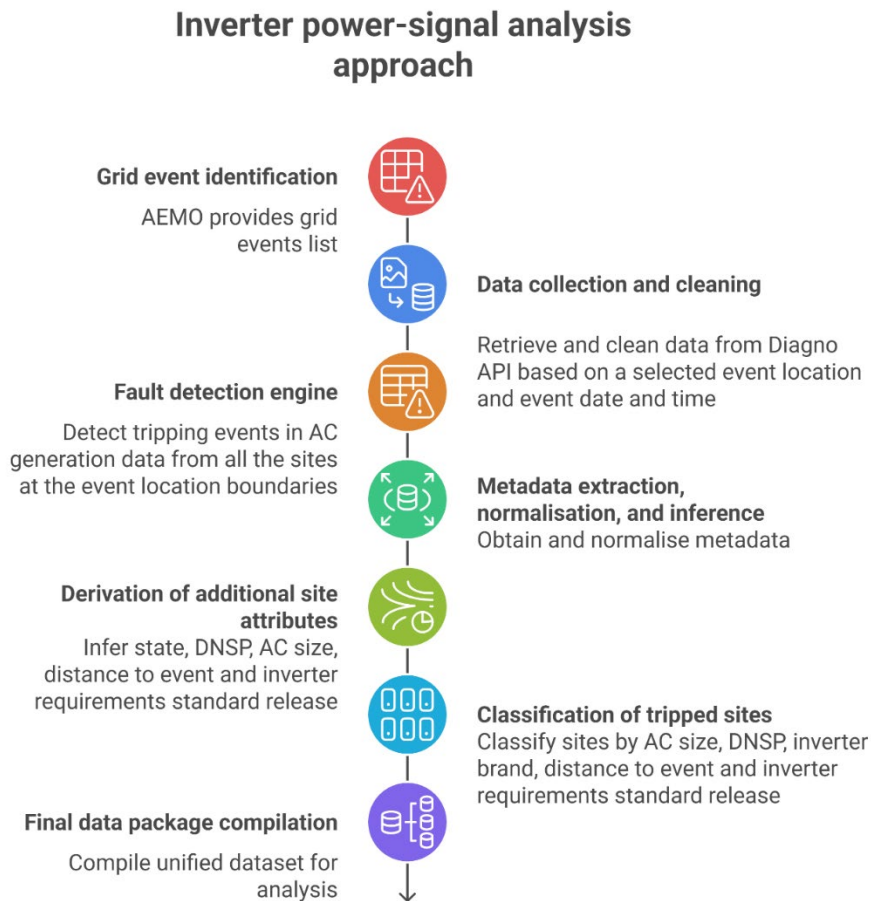 Inverter power-signal analysis
approach
Grid event identification
AEMO provides grid
events list
Data collection and cleaning
Retrieve and clean data from Diagno
API based on a selected event location
and event date and time
Fault detection engine
Detect tripping events in AC
generation data from all the sites
at the event location boundaries
Metadata extraction,
normalisation, and inference
Obtain and normalise metadata
Derivation of additional site
attributes
Infer state, DNSP, AC size,
distance to event and inverter
requirements standard release
Classification of tripped sites
Classify sites by AC size, DNSP, inverter
brand, distance to event and inverter
requirements standard release
Final data package compilation
Compile unified dataset for
analysis